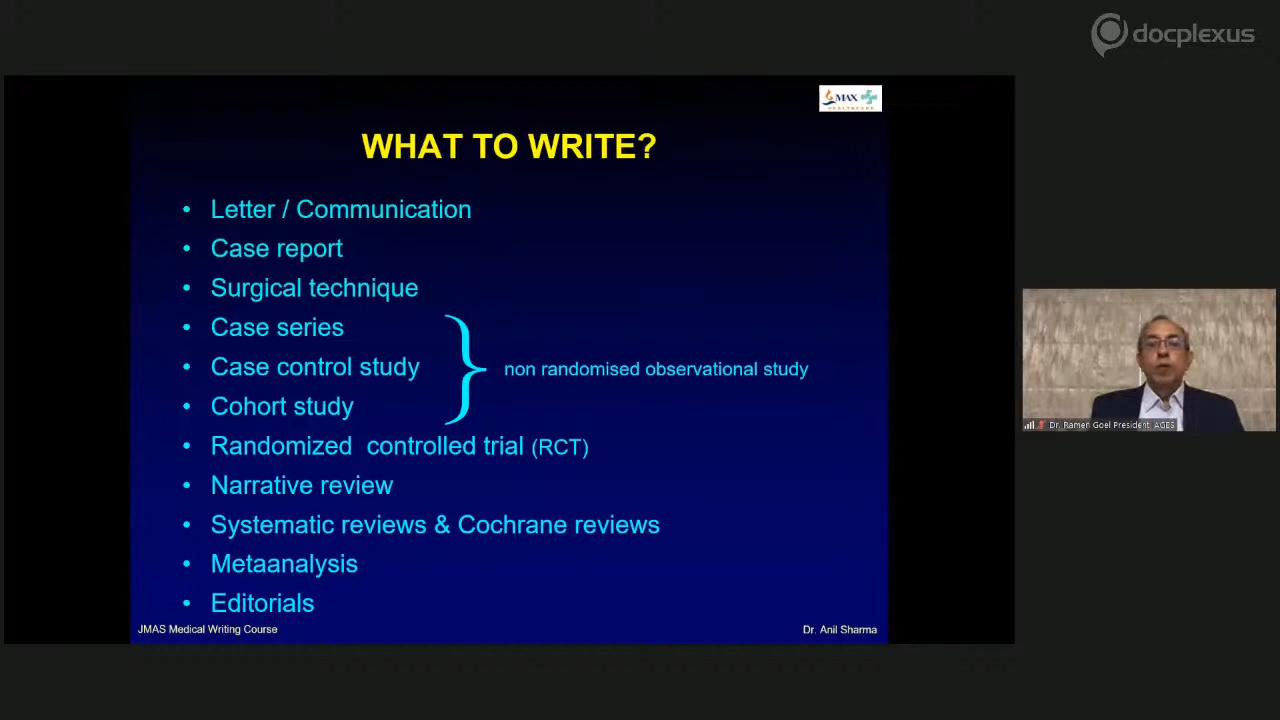 docplexus
MAX
HEALTHCARE
WHAT TO WRITE?
• Letter / Communication
• Case report
• Surgical technique
• Case series
• Case control study
• Cohort study
non randomised observational study
• Randomized controlled trial (RCT)
• Narrative review
• Systematic reviews & Cochrane reviews
• Metaanalysis
• Editorials
JMAS Medical Writing Course
Dr. Anil Sharma
Dr. Ramen Goel President AGES